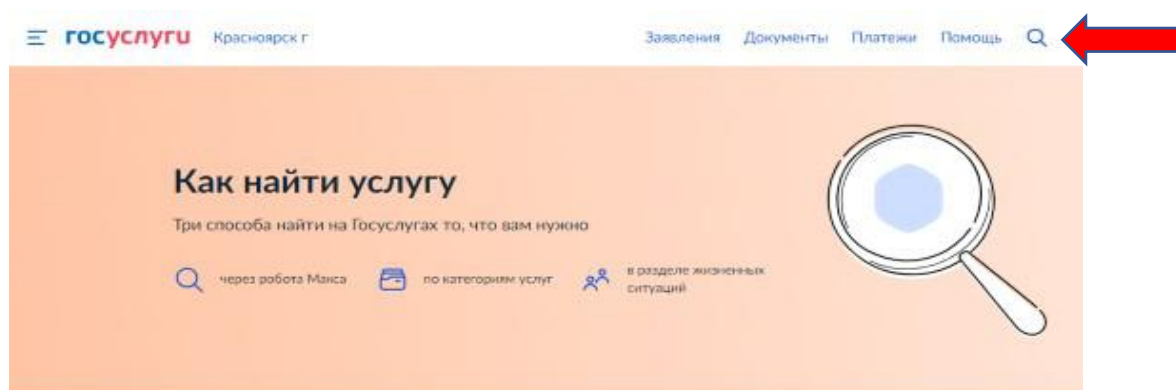 госуслуги Красноярск г Заявления Документы Платежи Помощь
Как найти услугу
Три способа найти на Госуслугах то, что вам нужно
через робота Макса по категориям услуг в разделе жизненных
ситуаций